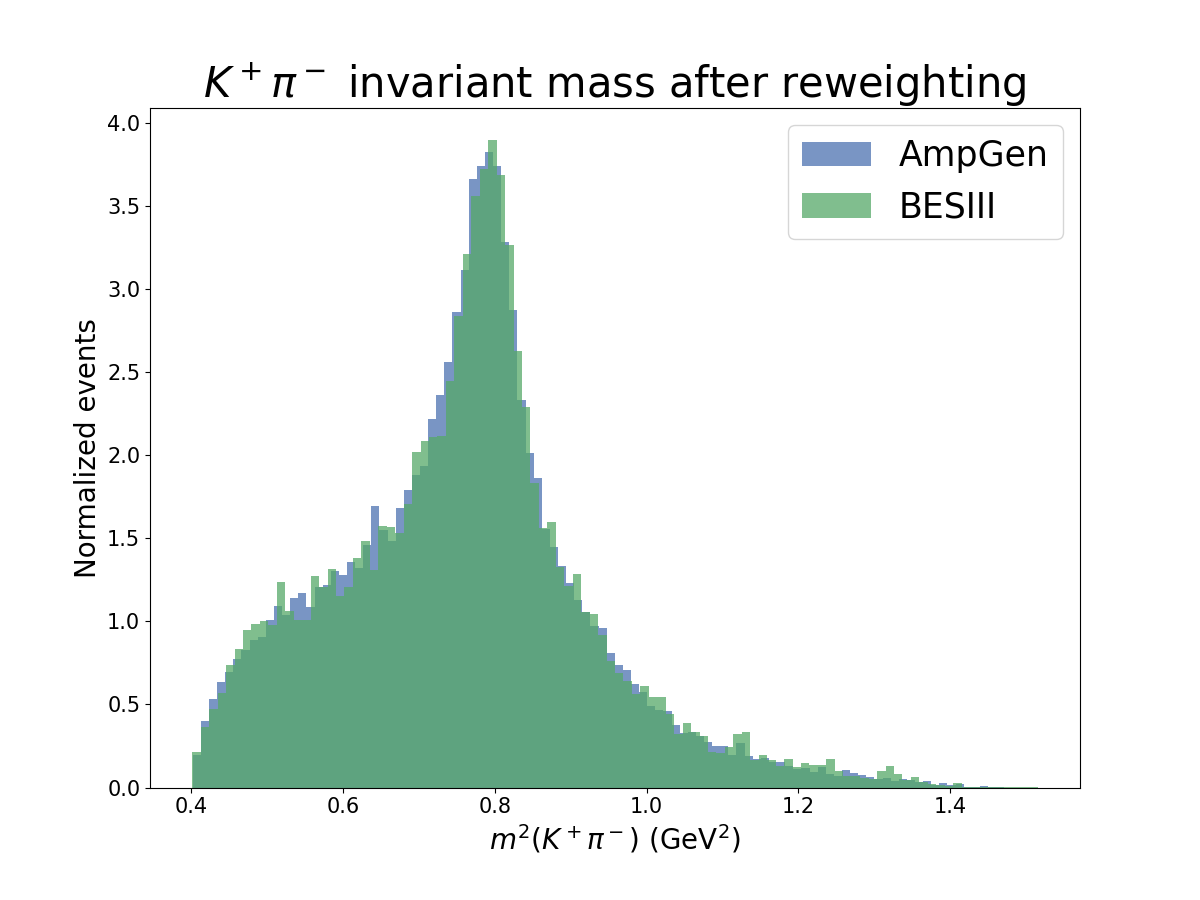 K⁺π⁻ invariant mass after reweighting
AmpGen
BESIII
Normalized events
4.0
3.5
3.0
2.5
2.0
1.5
1.0
0.5
0.0
0.4 0.6 0.8 1.0 1.2 1.4
m²(K⁺π⁻) (GeV²)